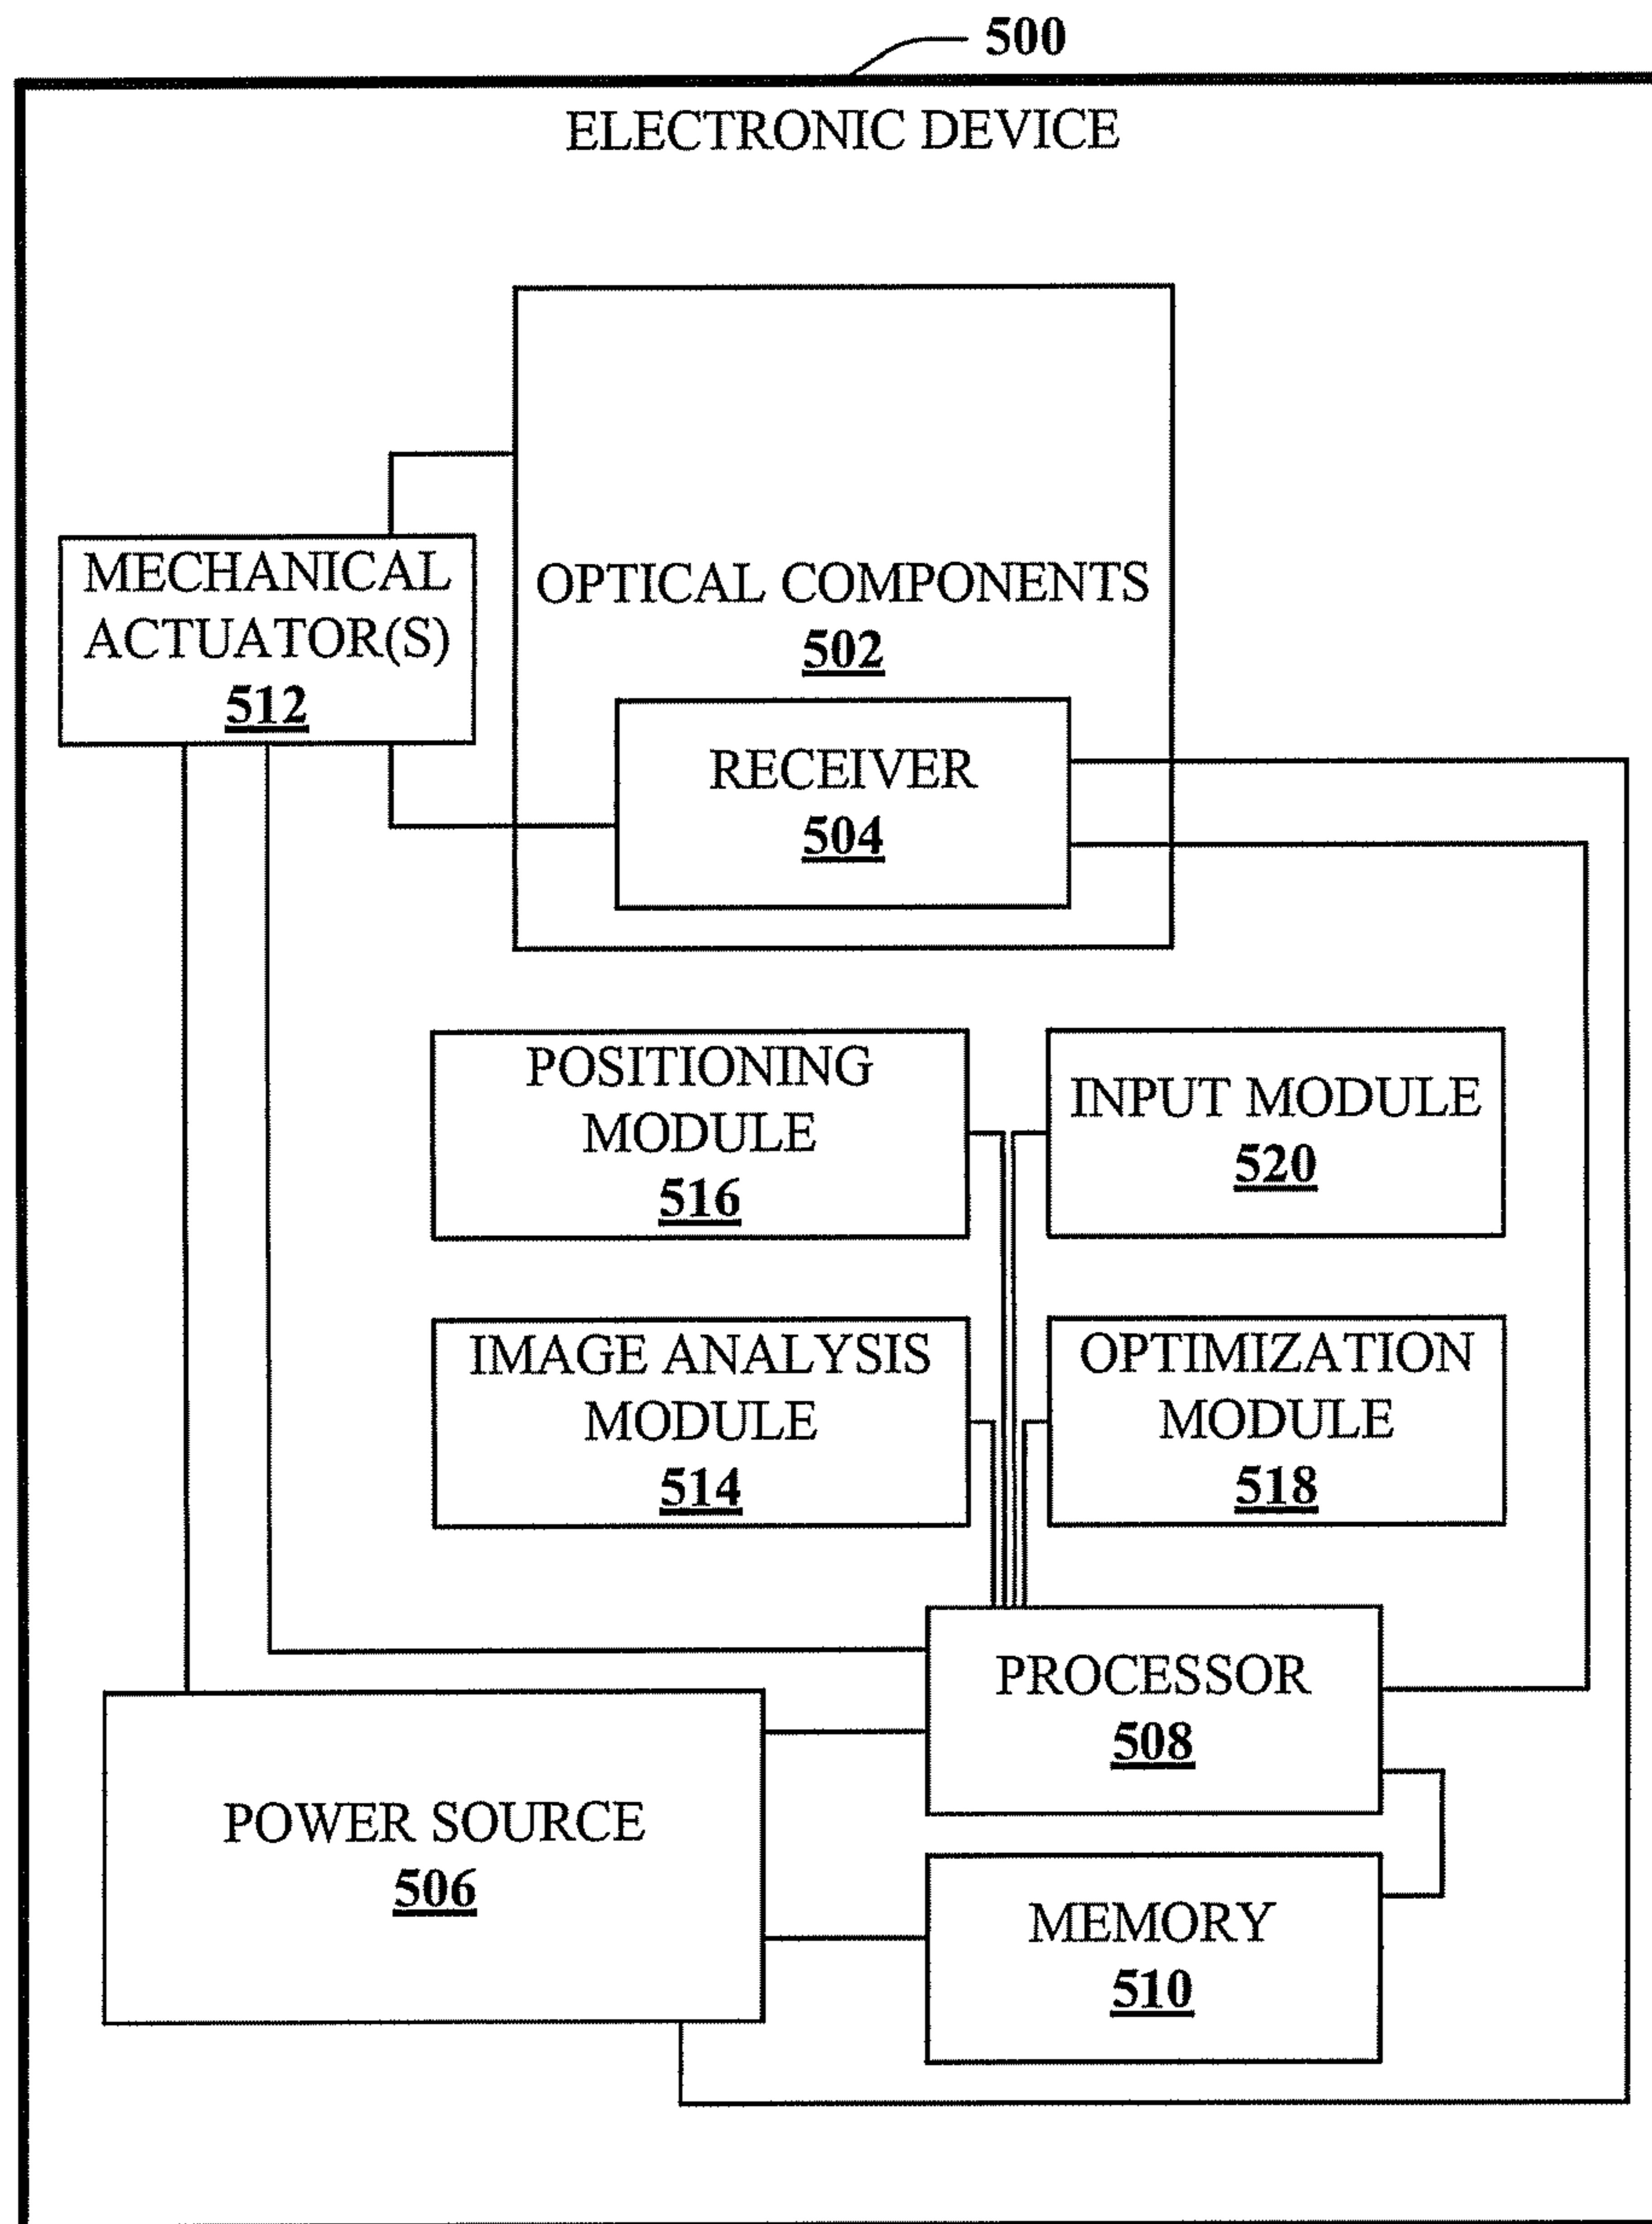 500
ELECTRONIC DEVICE
MECHANICAL
ACTUATOR(S)
512
OPTICAL COMPONENTS
502
RECEIVER
504
POSITIONING
MODULE
516
INPUT MODULE
520
IMAGE ANALYSIS
MODULE
514
OPTIMIZATION
MODULE
518
PROCESSOR
508
POWER SOURCE
506
MEMORY
510